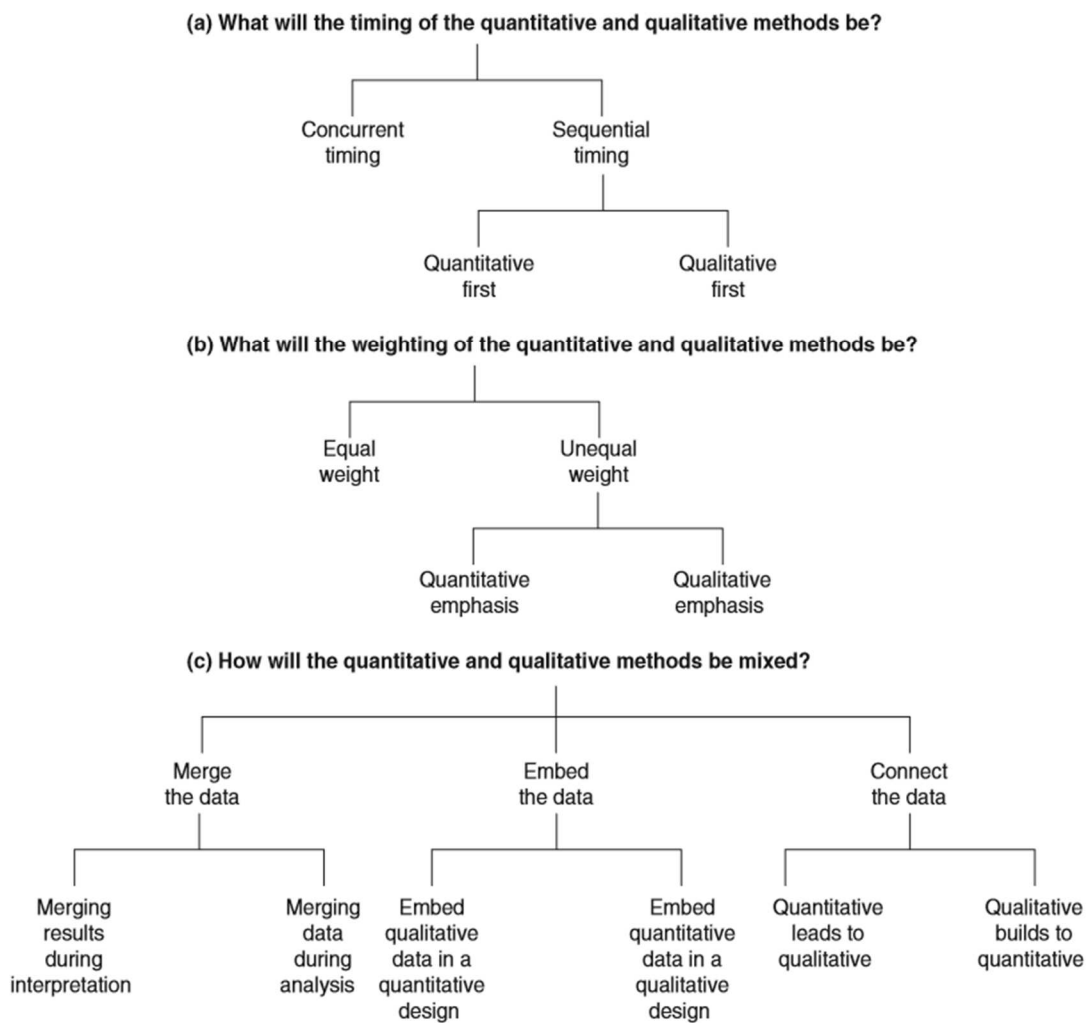 (a) What will the timing of the quantitative and qualitative methods be?
Concurrent
timing
Sequential
timing
Quantitative
first
Qualitative
first
(b) What will the weighting of the quantitative and qualitative methods be?
Equal
weight
Unequal
weight
Quantitative
emphasis
Qualitative
emphasis
(c) How will the quantitative and qualitative methods be mixed?
Merge
the data
Embed
the data
Connect
the data
Merging
results
during
interpretation
Merging
data
during
analysis
Embed
qualitative
data in a
quantitative
design
Embed
quantitative
data in a
qualitative
design
Quantitative
leads to
qualitative
Qualitative
builds to
quantitative